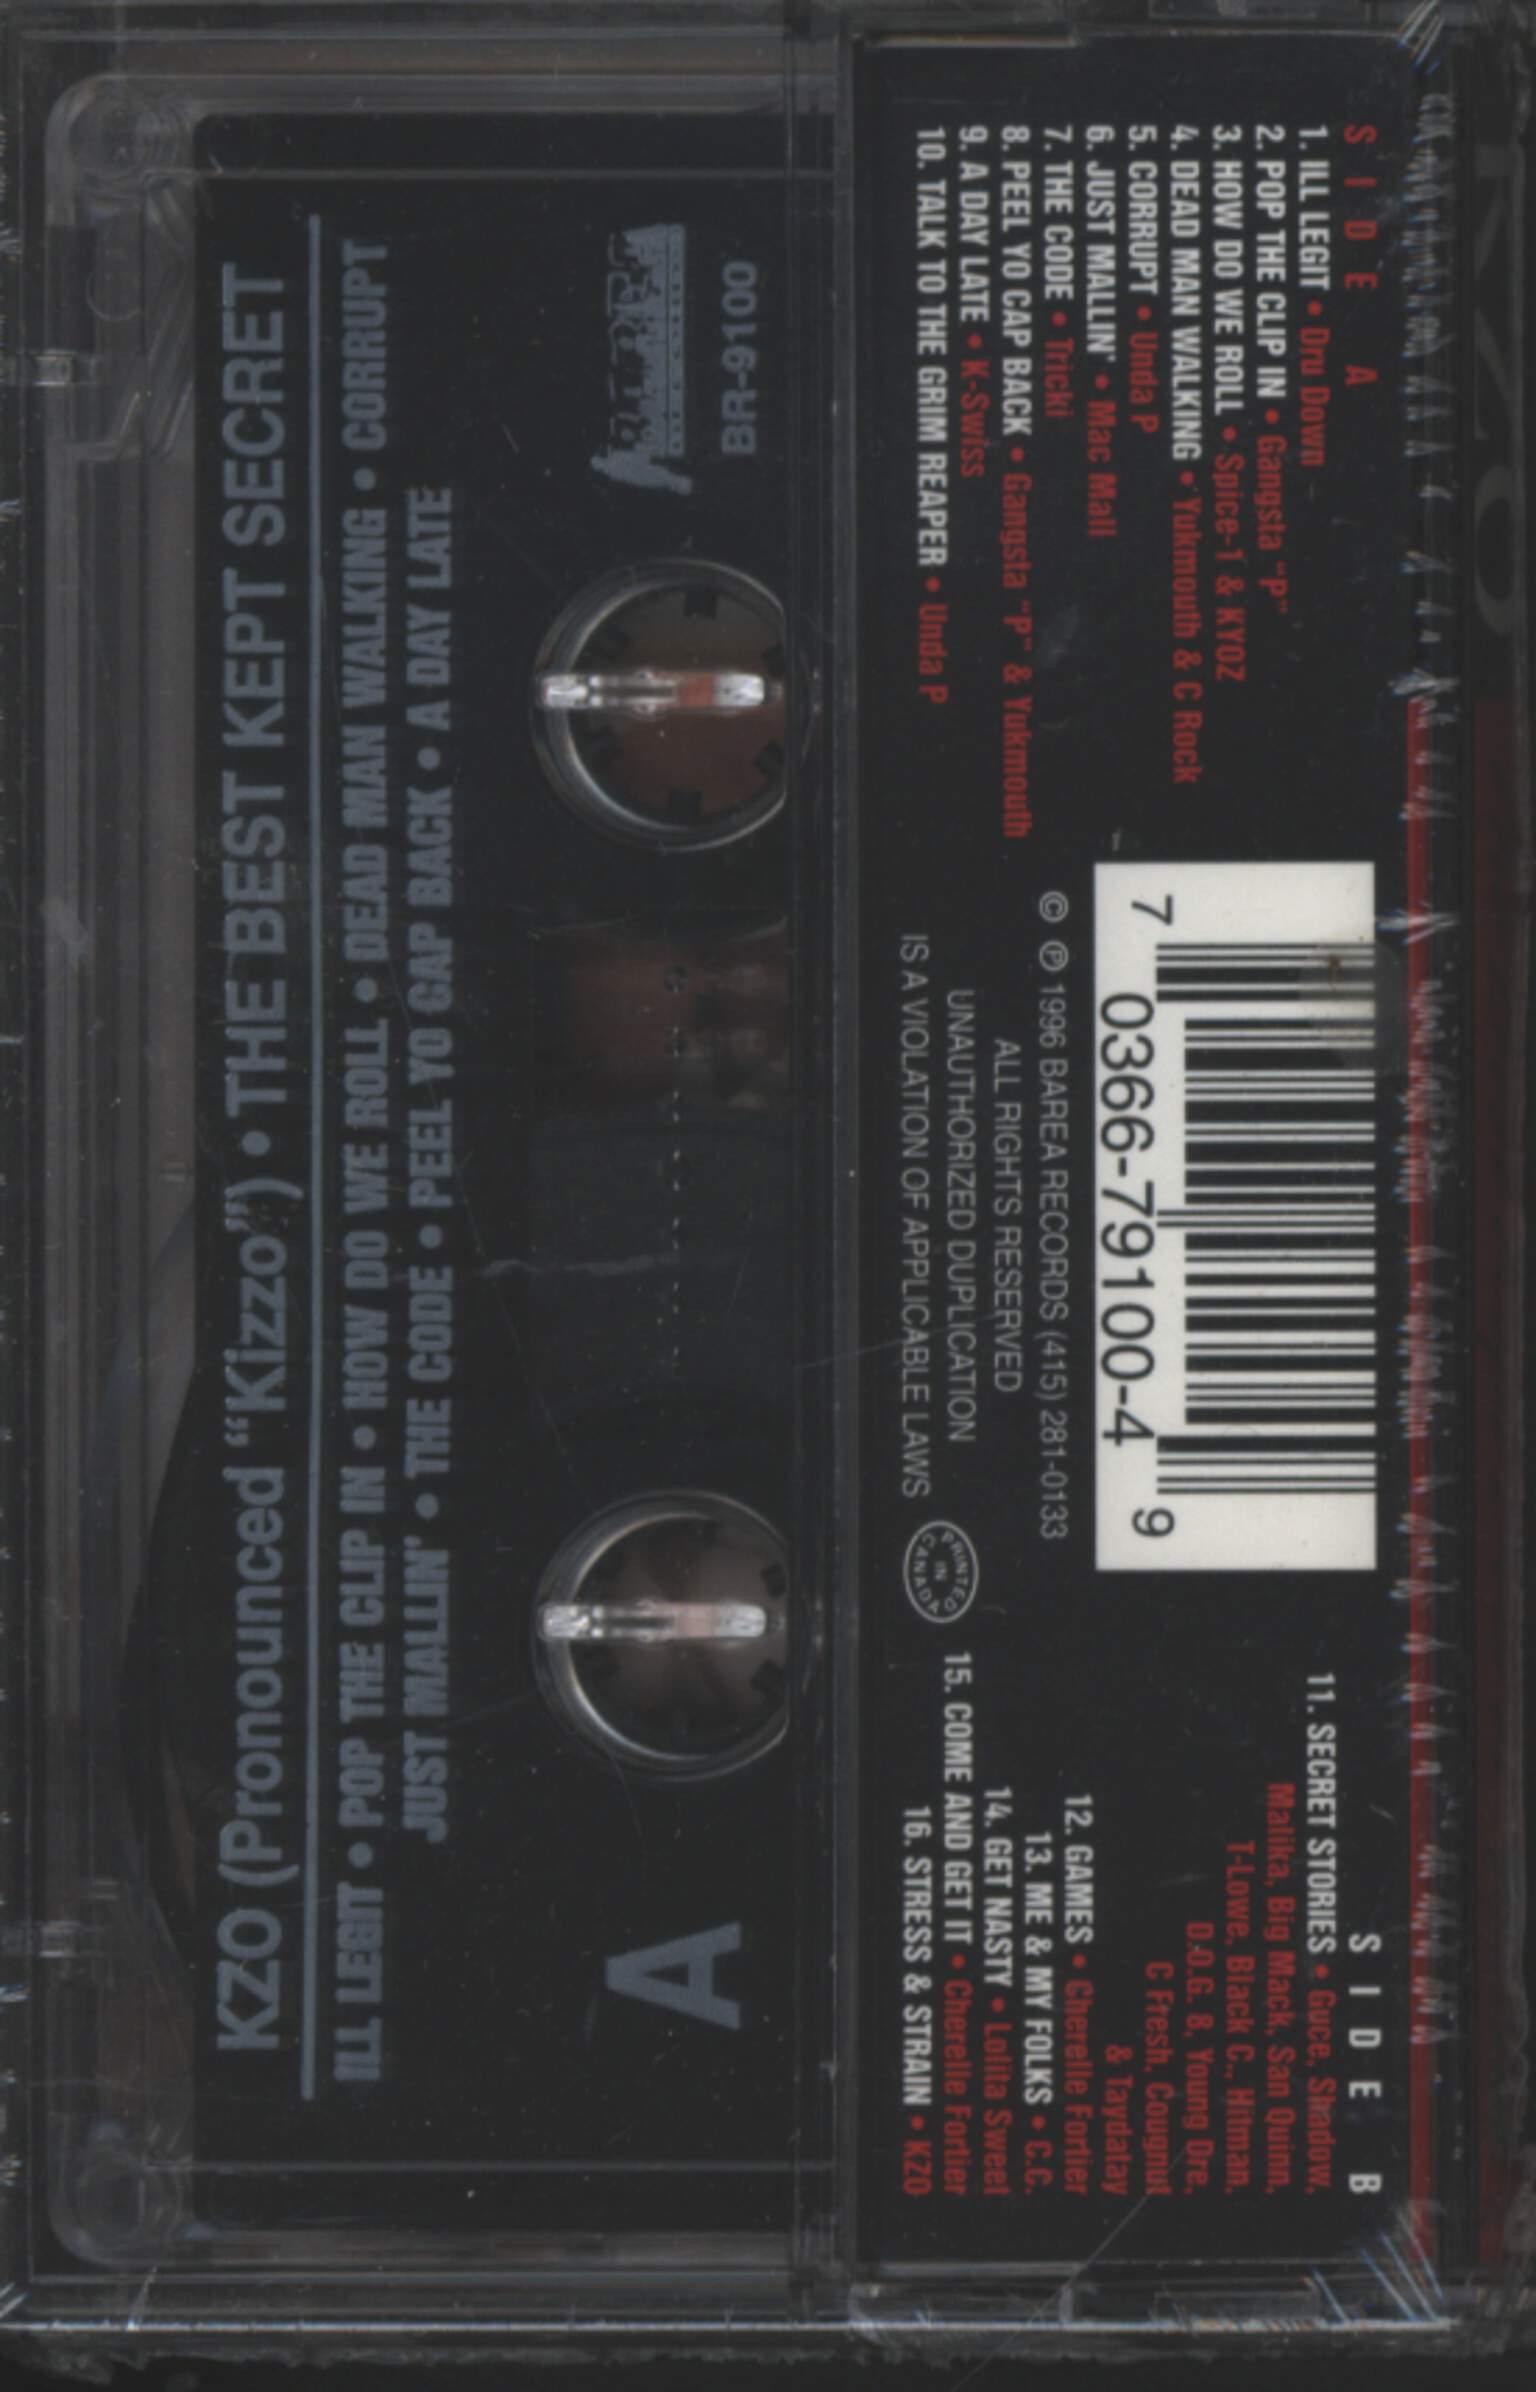 SIDE A
1. ILL LEGIT • Dru Down
2. POP THE CLIP IN • Gangsta "P"
3. HOW DO WE ROLL • Spice-1 & KYOZ
4. DEAD MAN WALKING • Yukmouth & C Rock
5. CORRUPT • Unda P
6. JUST MALLIN' • Mac Mall
7. THE CODE • Tricki
8. PEEL YO CAP BACK • Gangsta "P" & Yukmouth
9. A DAY LATE • K-Swiss
10. TALK TO THE GRIM REAPER • Unda P
7 0366-79100-4 9
© ℗ 1996 BAREA RECORDS (415) 281-0133
ALL RIGHTS RESERVED
UNAUTHORIZED DUPLICATION
IS A VIOLATION OF APPLICABLE LAWS
PRINTED
IN
CANADA
SIDE B
11. SECRET STORIES • Guce, Shadow,
Malika, Big Mack, San Quinn,
T-Lowe, Black C., Hitman,
D.O.G. 8, Young Dre,
C Fresh, Cougnut
& Taydatay
12. GAMES • Cherelle Fortier
13. ME & MY FOLKS • C.C.
14. GET NASTY • Lolita Sweet
15. COME AND GET IT • Cherelle Fortier
16. STRESS & STRAIN • KZO
KZO (Pronounced "Kizzo") • THE BEST KEPT SECRET
ILL LEGIT • POP THE CLIP IN • HOW DO WE ROLL • DEAD MAN WALKING • CORRUPT
JUST MALLIN' • THE CODE • PEEL YO CAP BACK • A DAY LATE
A
BR-9100
KZO